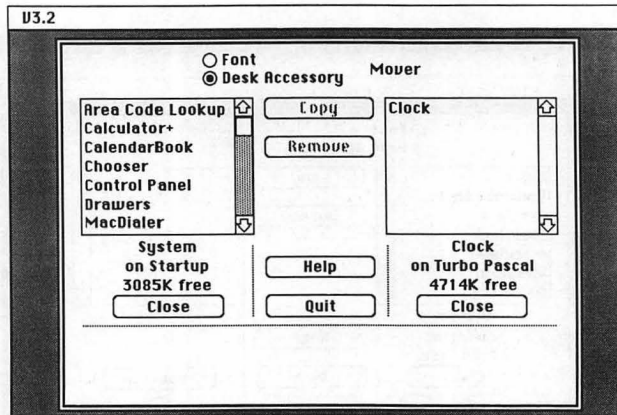 V3.2
Font
Desk Accessory
Mover
Area Code Lookup
Calculator+
CalendarBook
Chooser
Control Panel
Drawers
MacDialer
Copy
Remove
Clock
System
on Startup
3085K free
Close
Help
Quit
Clock
on Turbo Pascal
4714K free
Close